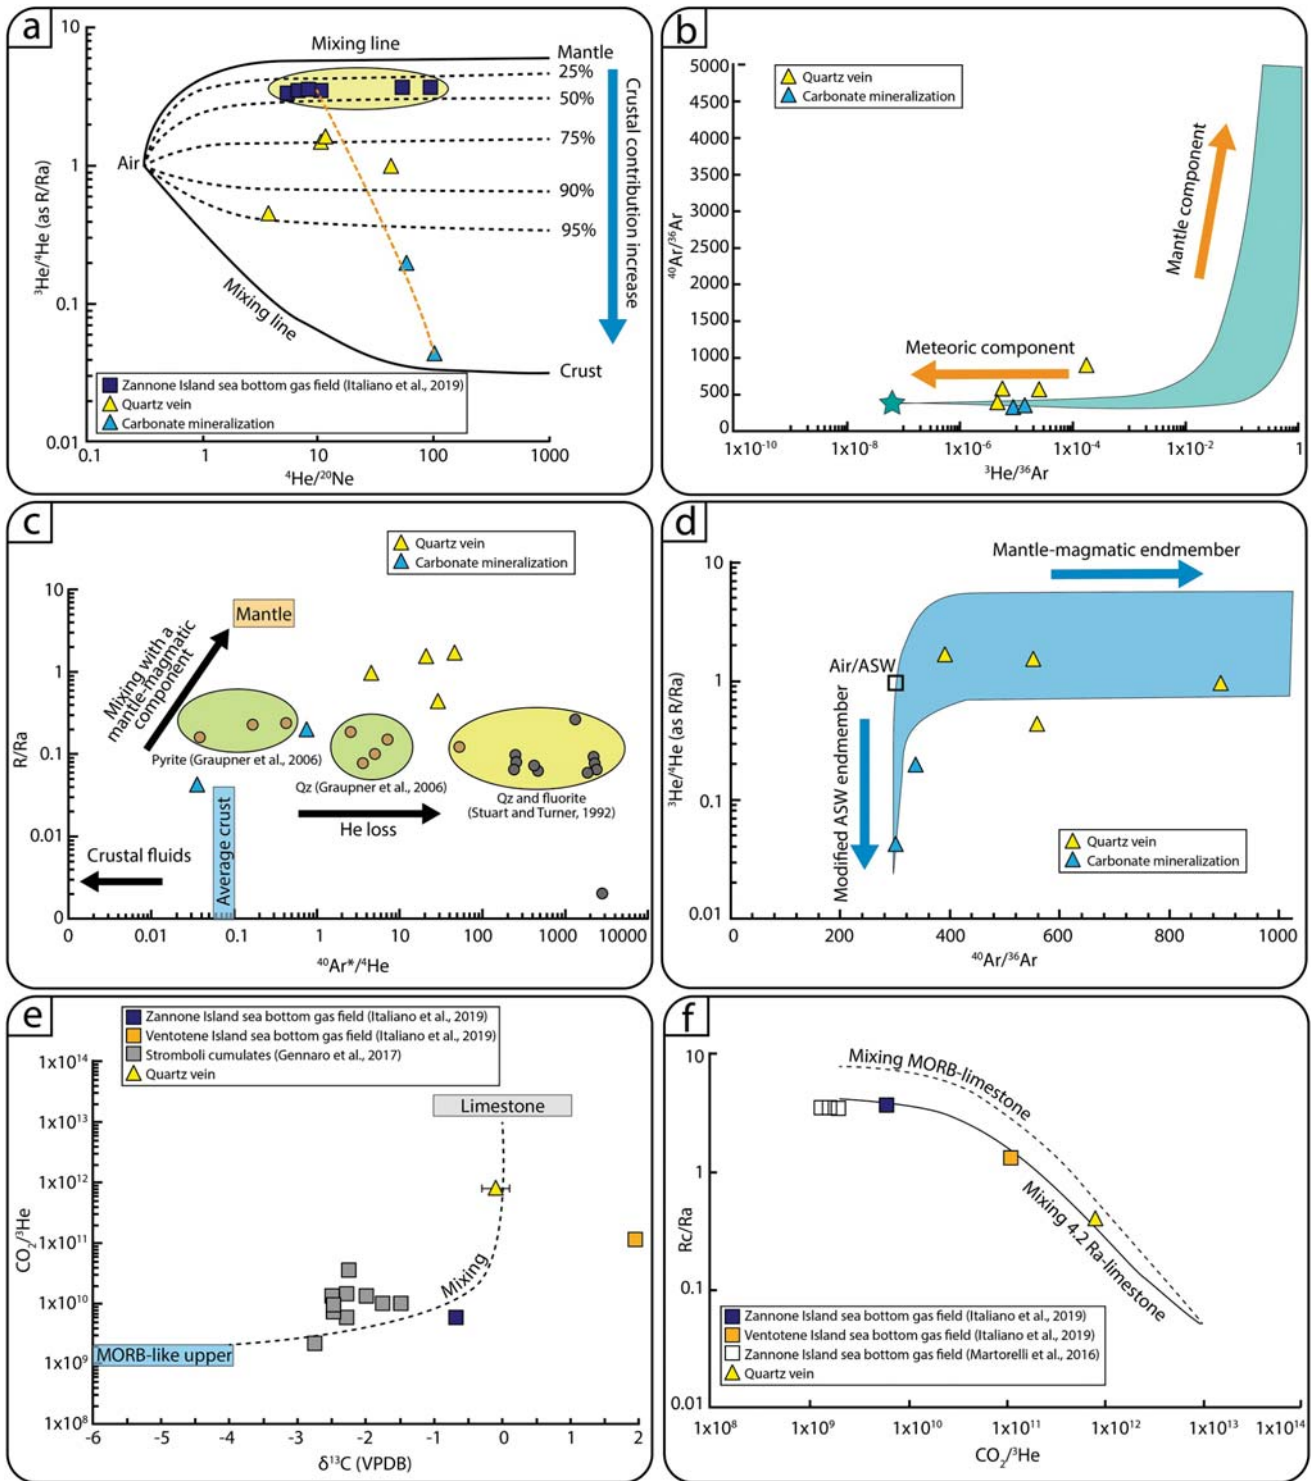 a
10
1
0.1
0.01
³He/⁴He (as R/Ra)
Mixing line
Mantle
25%
50%
75%
90%
95%
Air
Mixing line
Crust
Crustal contribution increase
Zannone Island sea bottom gas field (Italiano et al., 2019)
Quartz vein
Carbonate mineralization
0.1 1 10 100 1000
⁴He/²⁰Ne
b
Quartz vein
Carbonate mineralization
5000
4500
4000
3500
3000
2500
2000
1500
1000
500
0
⁴⁰Ar/³⁶Ar
Mantle component
Meteoric component
1x10⁻¹⁰ 1x10⁻⁸ 1x10⁻⁶ 1x10⁻⁴ 1x10⁻² 1
³He/³⁶Ar
c
Quartz vein
Carbonate mineralization
10
1
0.1
0.01
0
R/Ra
Mixing with a
mantle-magmatic
component
Mantle
Pyrite (Graupner et al., 2006)
Qz (Graupner et al., 2006)
Qz and fluorite
(Stuart and Turner, 1992)
He loss
Crustal fluids
Average crust
0 0.01 0.1 1 10 100 1000 10000
⁴⁰Ar*/⁴He
d
Mantle-magmatic endmember
10
1
0.1
0.01
³He/⁴He (as R/Ra)
Air/ASW
Modified ASW endmember
Quartz vein
Carbonate mineralization
0 200 400 600 800 1000
⁴⁰Ar/³⁶Ar
e
Zannone Island sea bottom gas field (Italiano et al., 2019)
Ventotene Island sea bottom gas field (Italiano et al., 2019)
Stromboli cumulates (Gennaro et al., 2017)
Quartz vein
1x10¹⁴
1x10¹³
1x10¹²
1x10¹¹
1x10¹⁰
1x10⁹
1x10⁸
CO₂/³He
Limestone
Mixing
MORB-like upper
-6 -5 -4 -3 -2 -1 0 1 2
δ¹³C (VPDB)
f
10
1
0.1
0.01
Rc/Ra
Mixing MORB-limestone
Mixing 4.2 Ra-limestone
Zannone Island sea bottom gas field (Italiano et al., 2019)
Ventotene Island sea bottom gas field (Italiano et al., 2019)
Zannone Island sea bottom gas field (Martorelli et al., 2016)
Quartz vein
1x10⁸ 1x10⁹ 1x10¹⁰ 1x10¹¹ 1x10¹² 1x10¹³ 1x10¹⁴
CO₂/³He